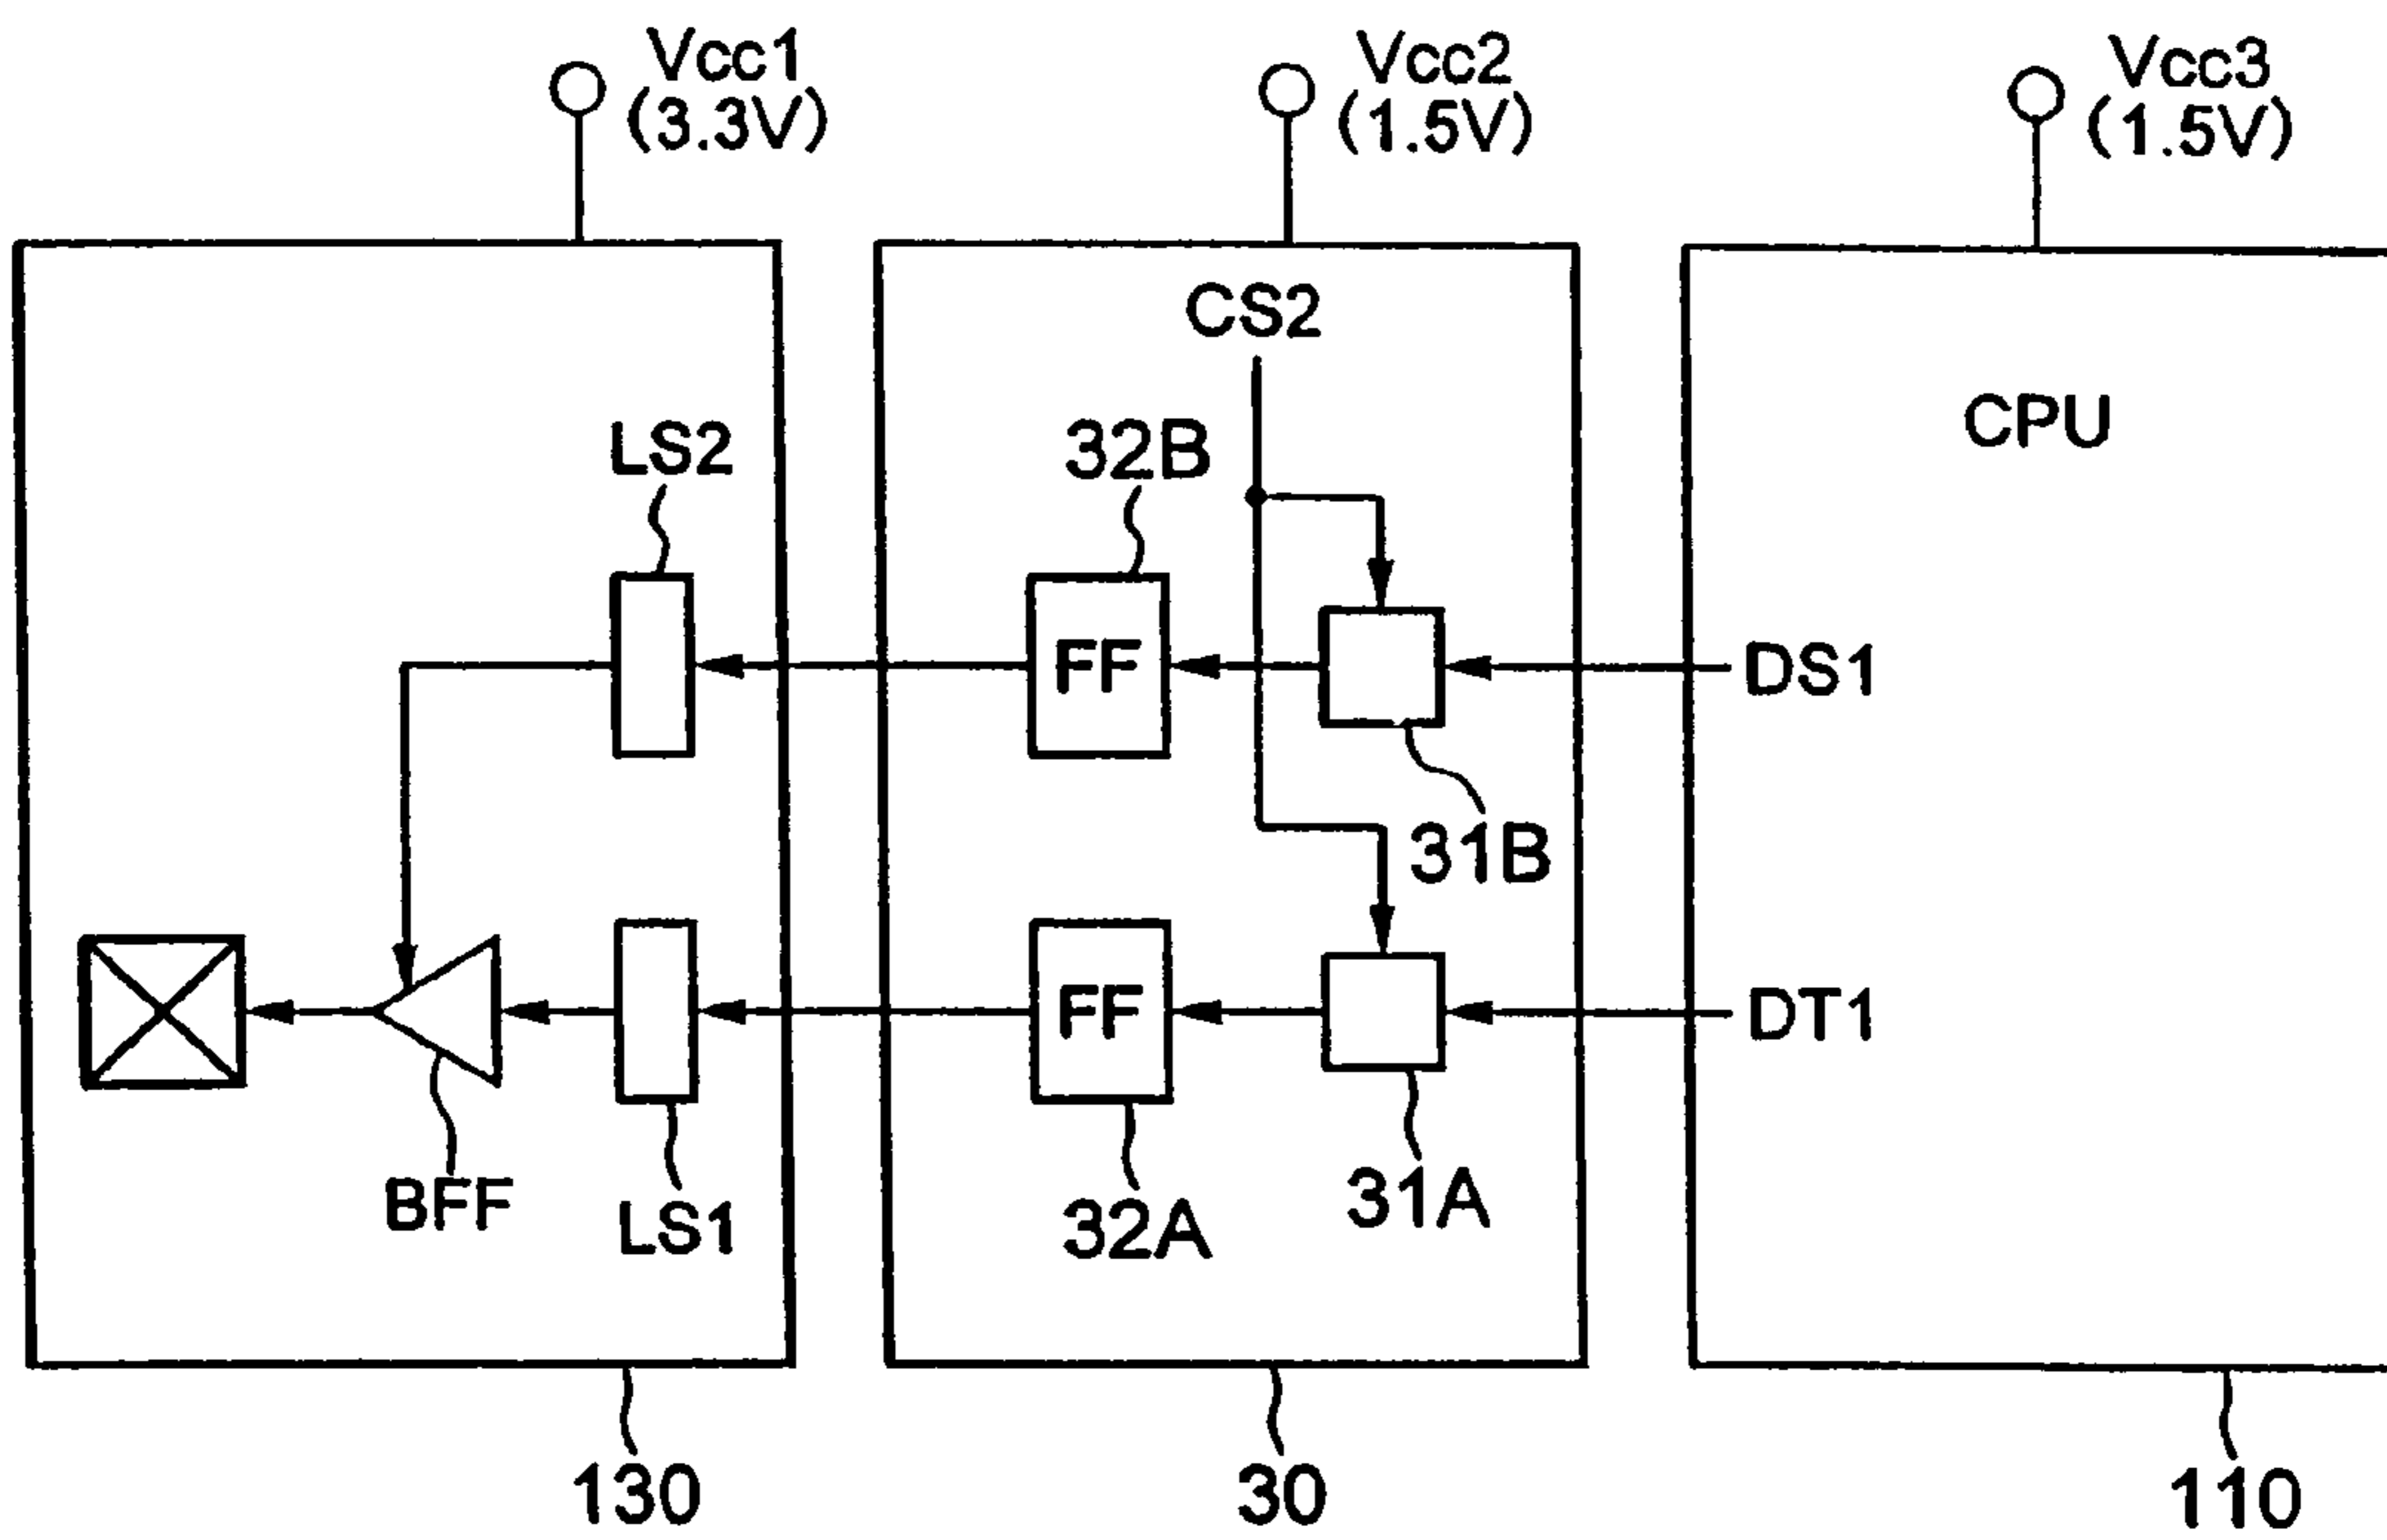 Vcc1
(3.3V)
Vcc2
(1.5V)
Vcc3
(1.5V)
CS2
CPU
LS2
32B
FF
DS1
31B
FF
DT1
BFF
LS1
32A
31A
130
30
110